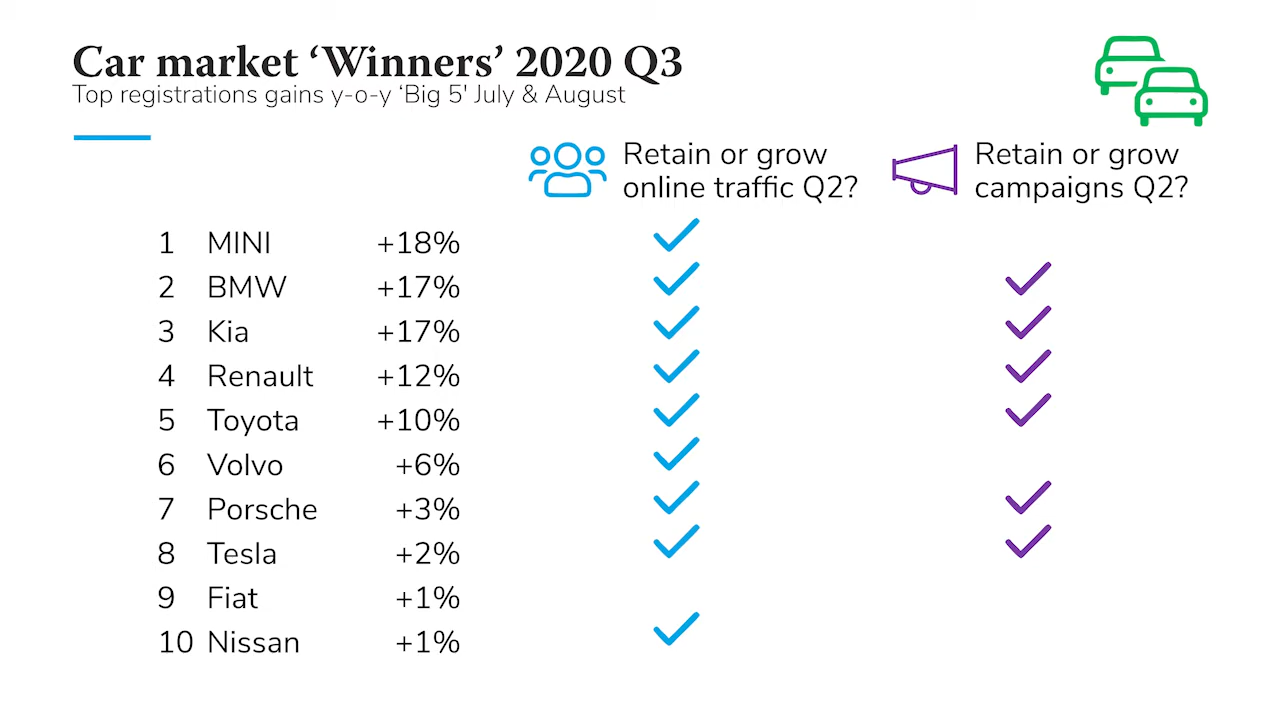 Car market ‘Winners’ 2020 Q3
Top registrations gains y-o-y ‘Big 5' July & August
Retain or grow
online traffic Q2?
Retain or grow
campaigns Q2?
1 MINI +18%
2 BMW +17%
3 Kia +17%
4 Renault +12%
5 Toyota +10%
6 Volvo +6%
7 Porsche +3%
8 Tesla +2%
9 Fiat +1%
10 Nissan +1%